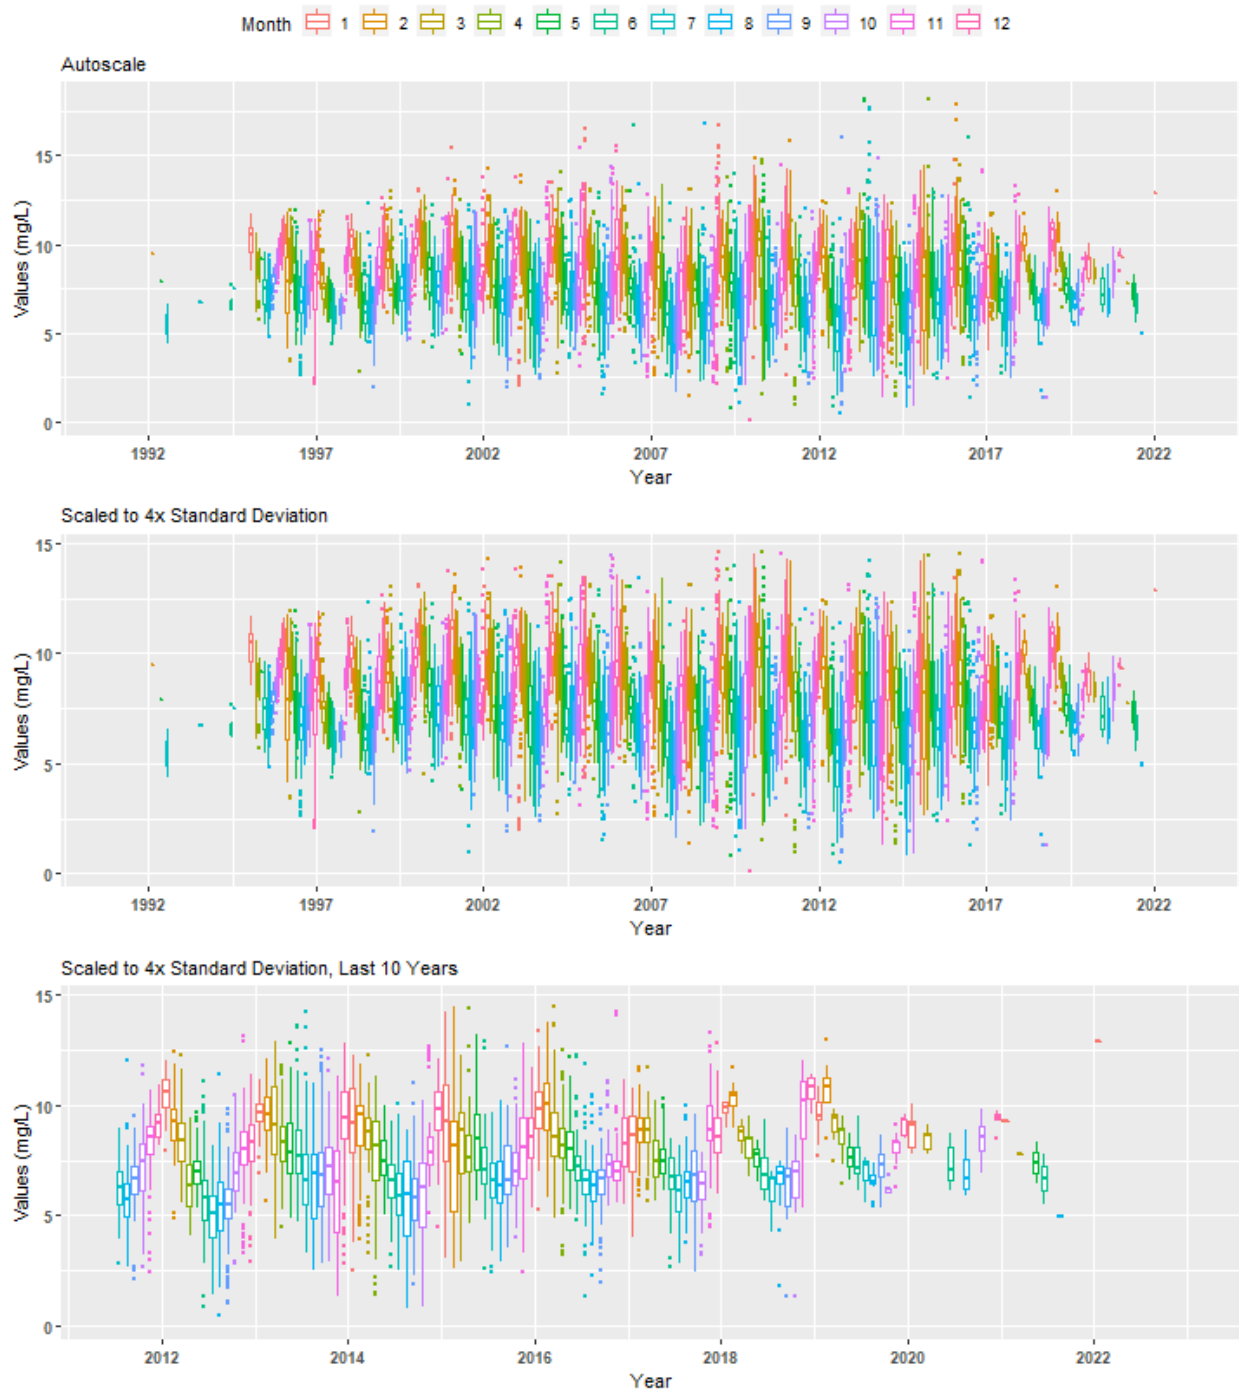 Month 1 2 3 4 5 6 7 8 9 10 11 12
Autoscale
Values (mg/L)
15
10
5
0
1992 1997 2002 2007 2012 2017 2022
Year
Scaled to 4x Standard Deviation
Values (mg/L)
15
10
5
0
1992 1997 2002 2007 2012 2017 2022
Year
Scaled to 4x Standard Deviation, Last 10 Years
Values (mg/L)
15
10
5
0
2012 2014 2016 2018 2020 2022
Year